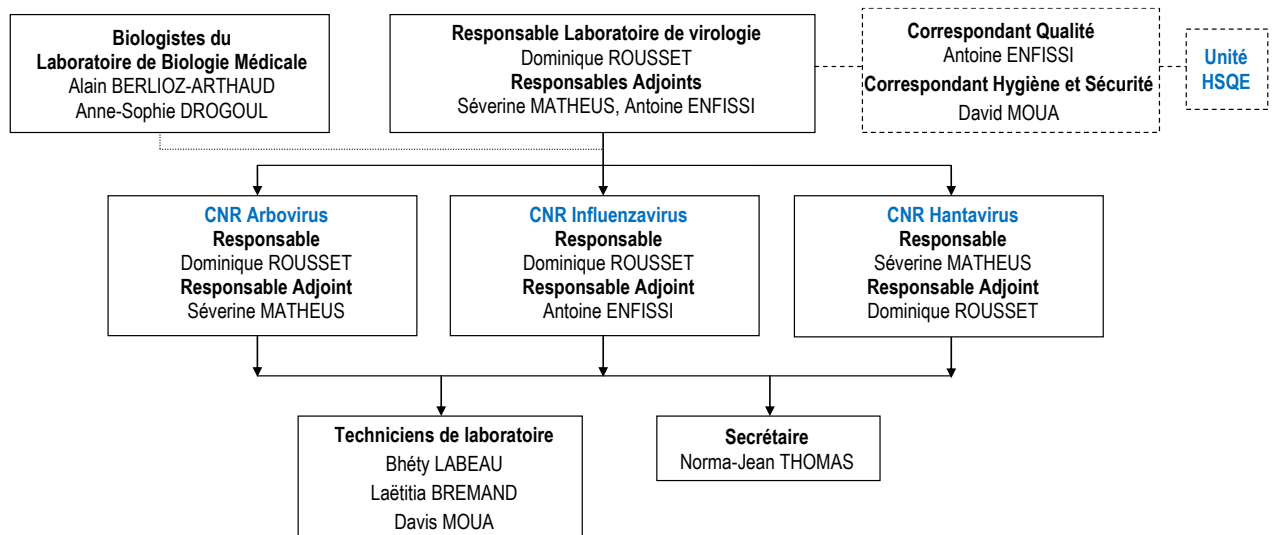 Biologistes du
Laboratoire de Biologie Médicale
Alain BERLIOZ-ARTHAUD
Anne-Sophie DROGOUL
Responsable Laboratoire de virologie
Dominique ROUSSET
Responsables Adjoints
Séverine MATHEUS, Antoine ENFISSI
Correspondant Qualité
Antoine ENFISSI
Correspondant Hygiène et Sécurité
David MOUA
Unité
HSQE
CNR Arbovirus
Responsable
Dominique ROUSSET
Responsable Adjoint
Séverine MATHEUS
CNR Influenzavirus
Responsable
Dominique ROUSSET
Responsable Adjoint
Antoine ENFISSI
CNR Hantavirus
Responsable
Séverine MATHEUS
Responsable Adjoint
Dominique ROUSSET
Techniciens de laboratoire
Bhéty LABEAU
Laëtitia BREMAND
Davis MOUA
Secrétaire
Norma-Jean THOMAS